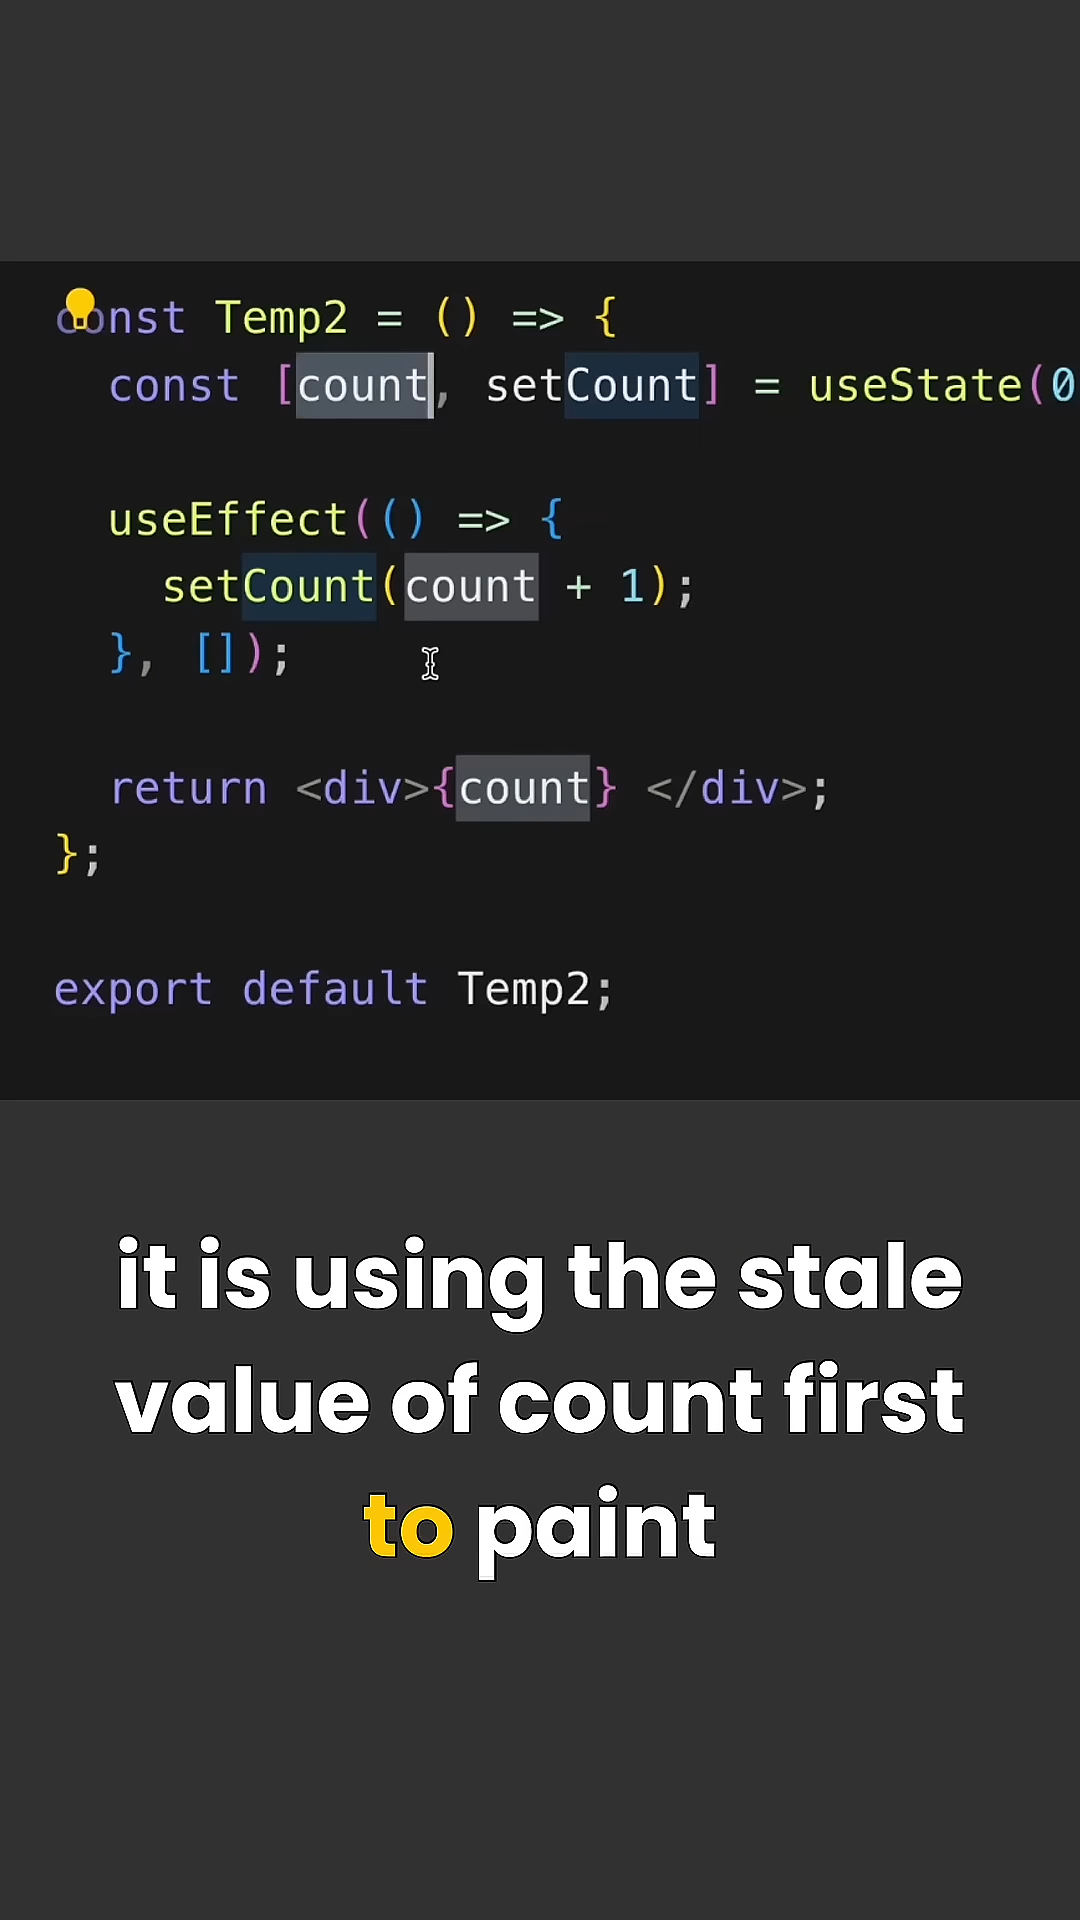 const Temp2 = () => {
const [count, setCount] = useState(0
useEffect(() => {
setCount(count + 1);
}, []);
return <div>{count} </div>;
};
export default Temp2;
it is using the stale
value of count first
to paint